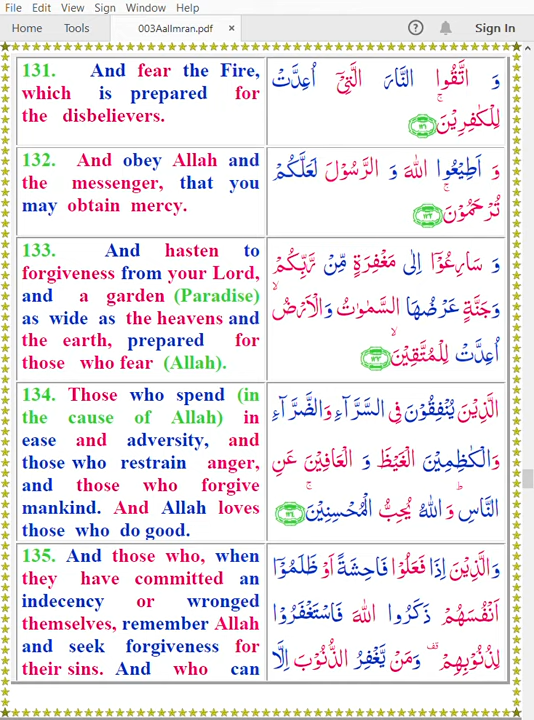 File Edit View Sign Window Help
Home Tools 003AalImran.pdf × ? Sign In
131. And fear the Fire,
which is prepared for
the disbelievers.
وَ اتَّقُوا النَّارَ الَّتِىْٓ اُعِدَّتْ
لِلْكٰفِرِيْنَ ۚ ﴿۱۳۱﴾
132. And obey Allah and
the messenger, that you
may obtain mercy.
وَ اَطِيْعُوا اللّٰهَ وَ الرَّسُوْلَ لَعَلَّكُمْ
تُرْحَمُوْنَ ۚ ﴿۱۳۲﴾
133. And hasten to
forgiveness from your Lord,
and a garden (Paradise)
as wide as the heavens and
the earth, prepared for
those who fear (Allah).
وَ سَارِعُوْٓا اِلٰى مَغْفِرَةٍ مِّنْ رَّبِّكُمْ
وَجَنَّةٍ عَرْضُهَا السَّمٰوٰتُ وَالْاَرْضُ ۙ
اُعِدَّتْ لِلْمُتَّقِيْنَ ۙ ﴿۱۳۳﴾
134. Those who spend (in
the cause of Allah) in
ease and adversity, and
those who restrain anger,
and those who forgive
mankind. And Allah loves
those who do good.
الَّذِيْنَ يُنْفِقُوْنَ فِى السَّرَّآءِ وَالضَّرَّآءِ
وَالْكٰظِمِيْنَ الْغَيْظَ وَ الْعَافِيْنَ عَنِ
النَّاسِ ؕ وَ اللّٰهُ يُحِبُّ الْمُحْسِنِيْنَ ۚ ﴿۱۳۴﴾
135. And those who, when
they have committed an
indecency or wronged
themselves, remember Allah
and seek forgiveness for
their sins. And who can
وَالَّذِيْنَ اِذَا فَعَلُوْا فَاحِشَةً اَوْ ظَلَمُوْٓا
اَنْفُسَهُمْ ذَكَرُوا اللّٰهَ فَاسْتَغْفَرُوْا
لِذُنُوْبِهِمْ ۪ وَمَنْ يَّغْفِرُ الذُّنُوْبَ اِلَّا